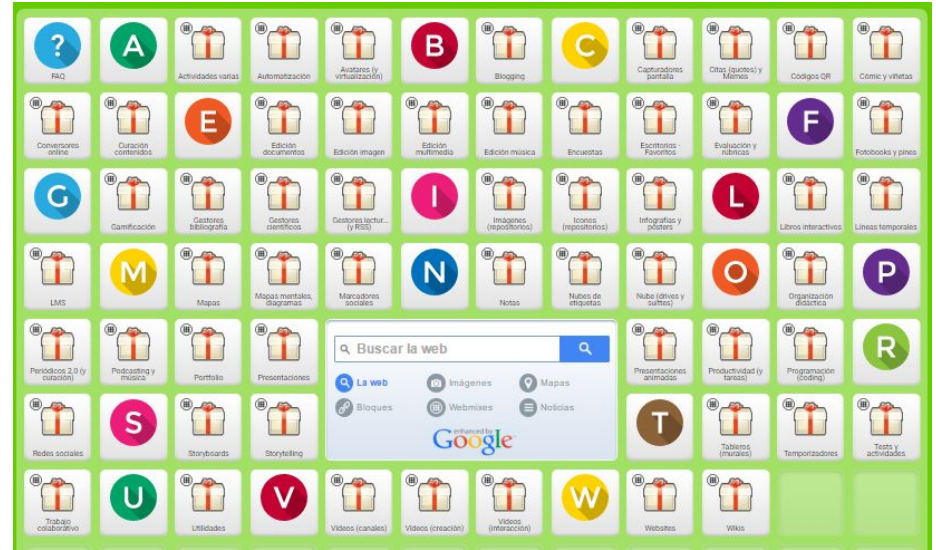 ?
FAQ
A
Actividades varias
Automatización
Avatares (y
virtualización)
B
Blogging
C
Capturadores
pantalla
Citas (quotes) y
Memes
Códigos QR
Cómic y viñetas
Conversores
online
Curación
contenidos
E
Edición
documentos
Edición imagen
Edición
multimedia
Edición música
Encuestas
Escritorios -
Favoritos
Evaluación y
rúbricas
F
Fotobooks y pines
G
Gamificación
Gestores
bibliografía
Gestores
científicos
Gestores lectur...
(y RSS)
I
Imágenes
(repositorios)
Iconos
(repositorios)
Infografías y
pósters
L
Libros interactivos
Líneas temporales
LMS
M
Mapas
Mapas mentales,
diagramas
Marcadores
sociales
N
Notas
Nubes de
etiquetas
Nube (drives y
suittes)
O
Organización
didáctica
P
Periódicos 2.0 (y
curación)
Podcasting y
música
Portfolio
Presentaciones
Buscar la web
La web
Imágenes
Mapas
Bloques
Webmixes
Noticias
enhanced by
Google
Presentaciones
animadas
Productividad (y
tareas)
Programación
(coding)
R
Redes sociales
S
Storyboards
Storytelling
T
Tableros
(murales)
Temporizadores
Tests y
actividades
Trabajo
colaborativo
U
Utilidades
V
Vídeos (canales)
Vídeos (creación)
Vídeos
(interacción)
W
Websites
Wikis